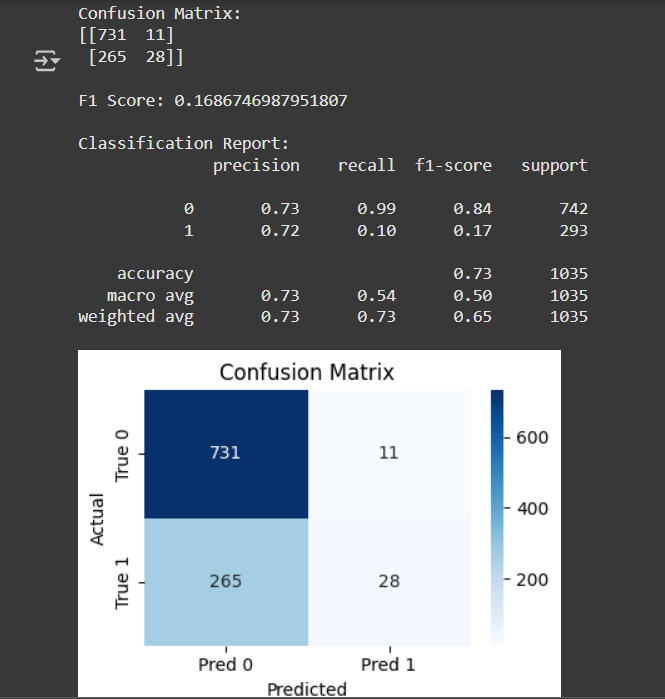 Confusion Matrix:
[[731 11]
[265 28]]
F1 Score: 0.1686746987951807
Classification Report:
precision recall f1-score support
0 0.73 0.99 0.84 742
1 0.72 0.10 0.17 293
accuracy 0.73 1035
macro avg 0.73 0.54 0.50 1035
weighted avg 0.73 0.73 0.65 1035
Confusion Matrix
True 0 731 11 600
400
Actual
True 1 265 28 200
Pred 0 Pred 1
Predicted